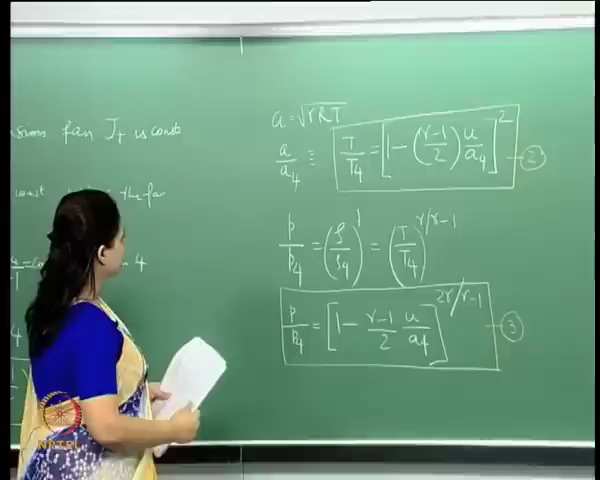 fan J+ is const
const
the fan
a = √γRT
a/a₄ ≡
T/T₄ = [1 − (γ−1/2) u/a₄]² ②
p/p₄ = (ρ/ρ₄)^γ = (T/T₄)^γ/γ−1
p/p₄ = [1 − γ−1/2 u/a₄]^2γ/γ−1 ③
NPTEL